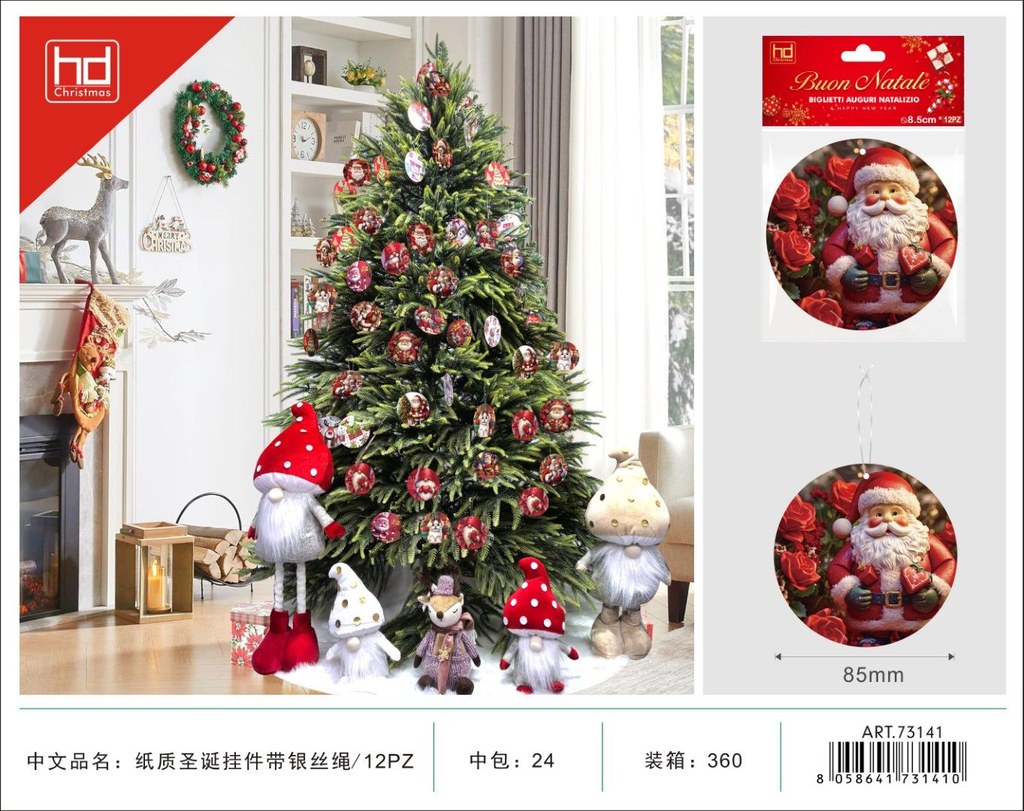 hd
Christmas
MERRY
CHRISTMAS
hd
Christmas
Buon Natale
BIGLIETTI AUGURI NATALIZIO
& HAPPY NEW YEAR
⌀8.5cm * 12PZ
85mm
中文品名：纸质圣诞挂件带银丝绳/12PZ
中包：24
装箱：360
ART.73141
8 058641 731410